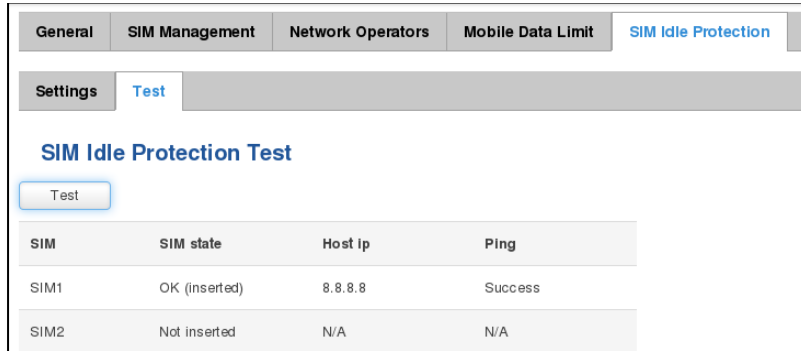 General SIM Management Network Operators Mobile Data Limit SIM Idle Protection
Settings Test
SIM Idle Protection Test
Test
SIM SIM state Host ip Ping
SIM1 OK (inserted) 8.8.8.8 Success
SIM2 Not inserted N/A N/A